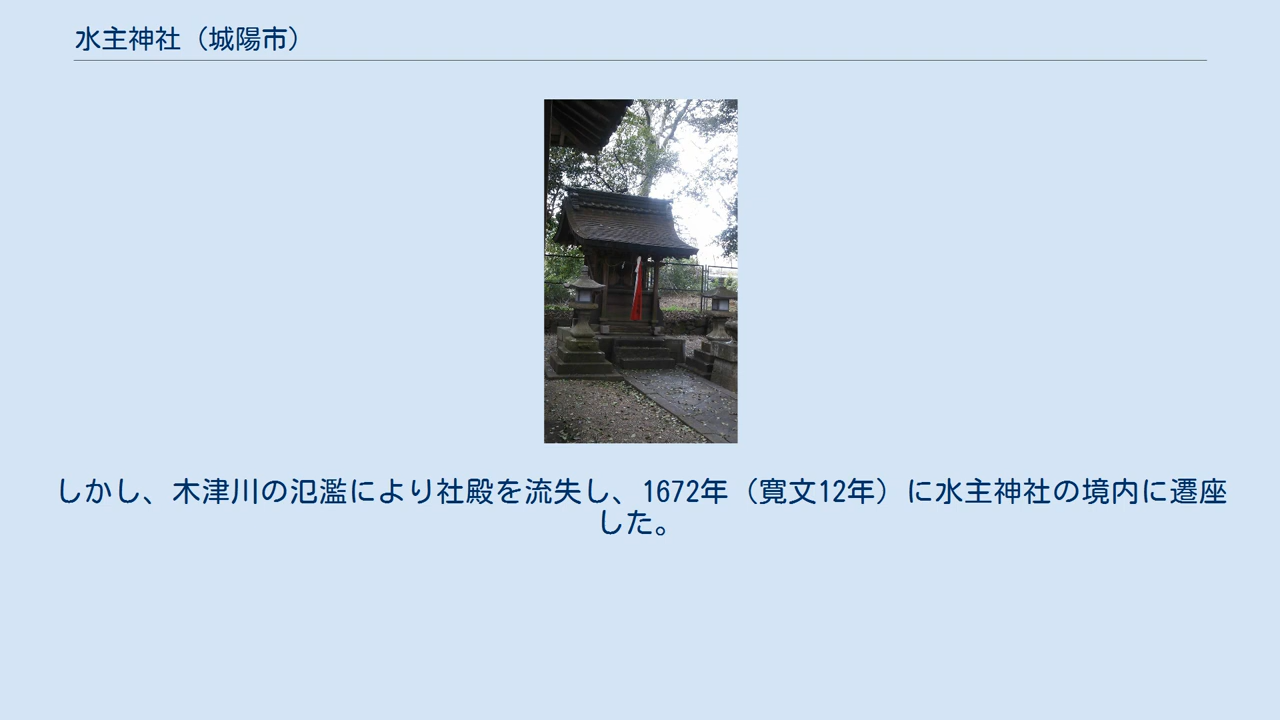 水主神社（城陽市）
しかし、木津川の氾濫により社殿を流失し、1672年（寛文12年）に水主神社の境内に遷座
した。